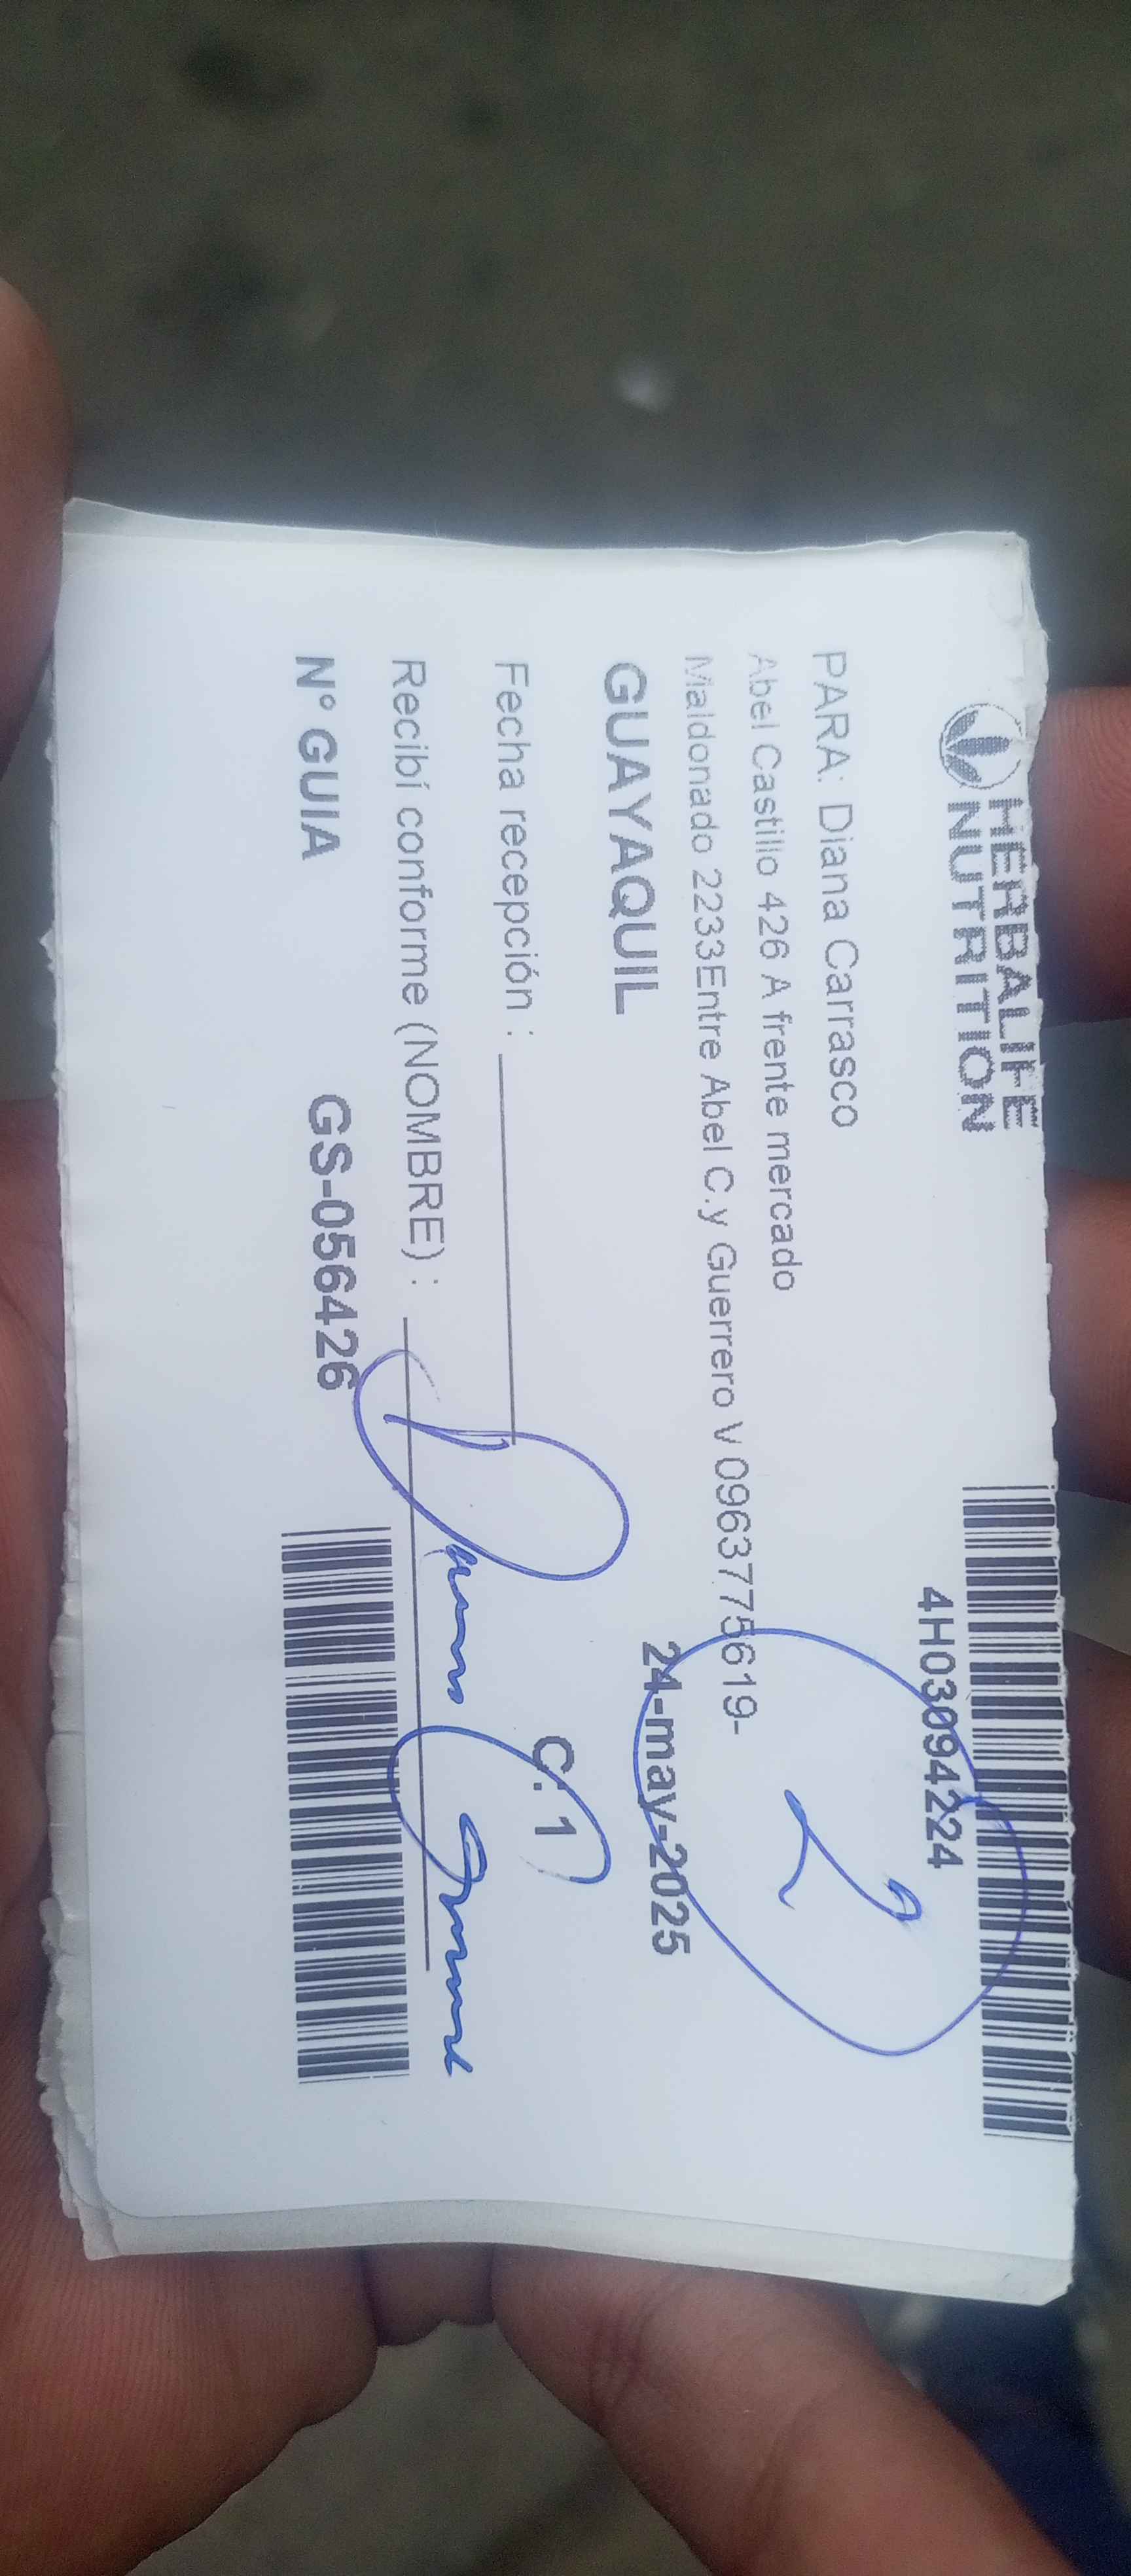 HERBALIFE
NUTRITION
4H03094224
PARA: Diana Carrasco
Abel Castillo 426 A frente mercado
Maldonado 2233Entre Abel C.y Guerrero V 0963775619-
2
GUAYAQUIL 24-may-2025
Fecha recepción :
C. 1
Recibí conforme (NOMBRE) :
N° GUIA GS-056426